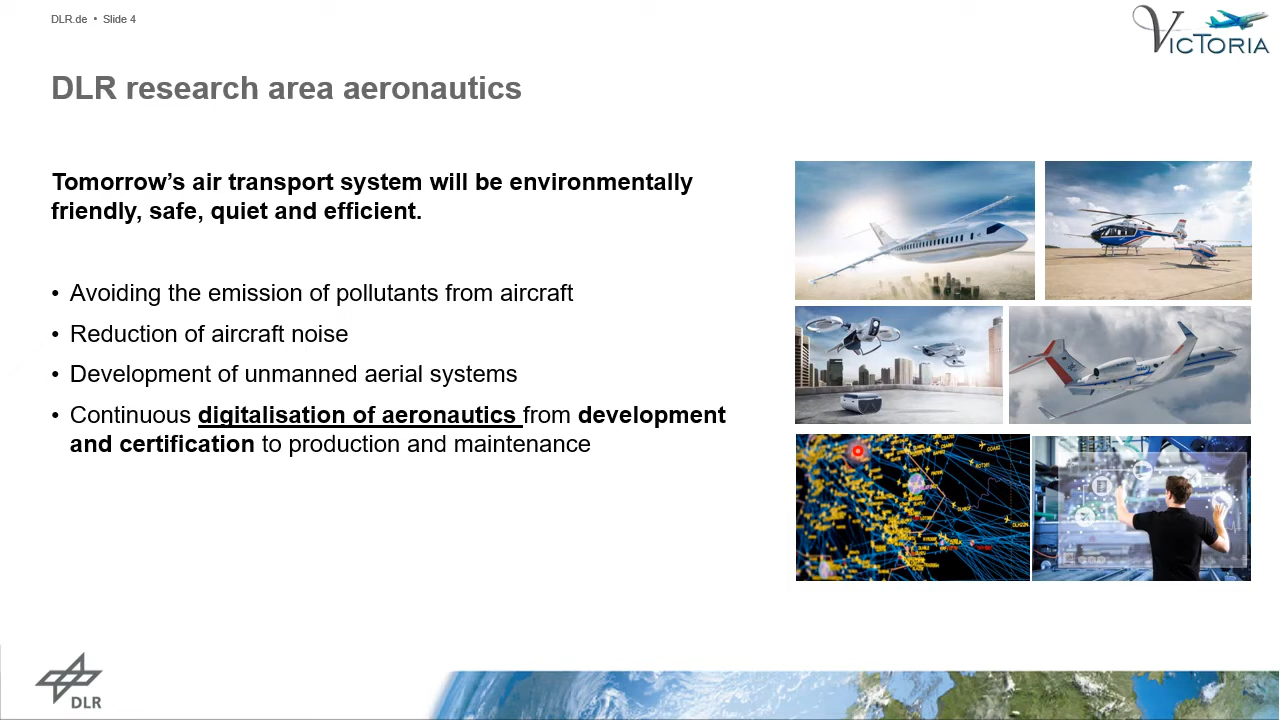 DLR.de • Slide 4
VICTORIA
DLR research area aeronautics
Tomorrow’s air transport system will be environmentally
friendly, safe, quiet and efficient.
• Avoiding the emission of pollutants from aircraft
• Reduction of aircraft noise
• Development of unmanned aerial systems
• Continuous digitalisation of aeronautics from development
and certification to production and maintenance
DLR